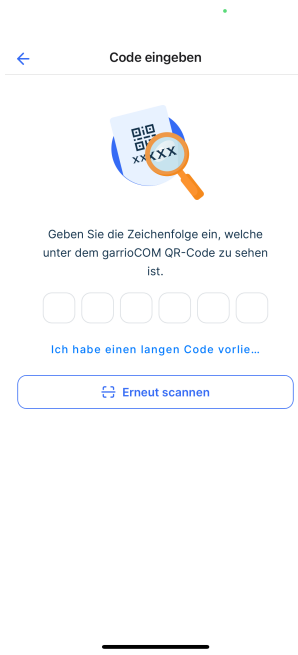 Code eingeben
XXXXX
Geben Sie die Zeichenfolge ein, welche
unter dem garrioCOM QR-Code zu sehen
ist.
Ich habe einen langen Code vorlie...
Erneut scannen